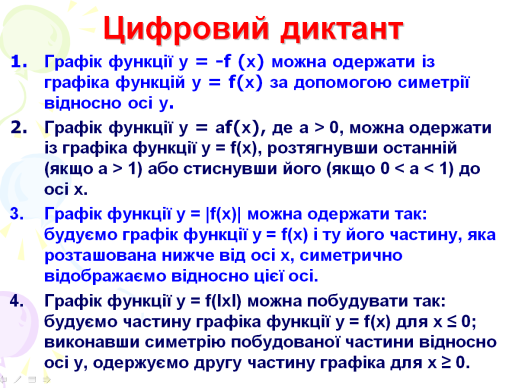 Цифровий диктант
1. Графік функції y = -f (x) можна одержати із
графіка функцій y = f(x) за допомогою симетрії
відносно осі y.
2. Графік функції y = af(x), де a > 0, можна одержати
із графіка функції y = f(x), розтягнувши останній
(якщо a > 1) або стиснувши його (якщо 0 < a < 1) до
осі x.
3. Графік функції y = |f(x)| можна одержати так:
будуємо графік функції y = f(x) і ту його частину, яка
розташована нижче від осі x, симетрично
відображаємо відносно цієї осі.
4. Графік функції y = f(IxI) можна побудувати так:
будуємо частину графіка функції y = f(x) для x ≤ 0;
виконавши симетрію побудованої частини відносно
осі y, одержуємо другу частину графіка для x ≥ 0.